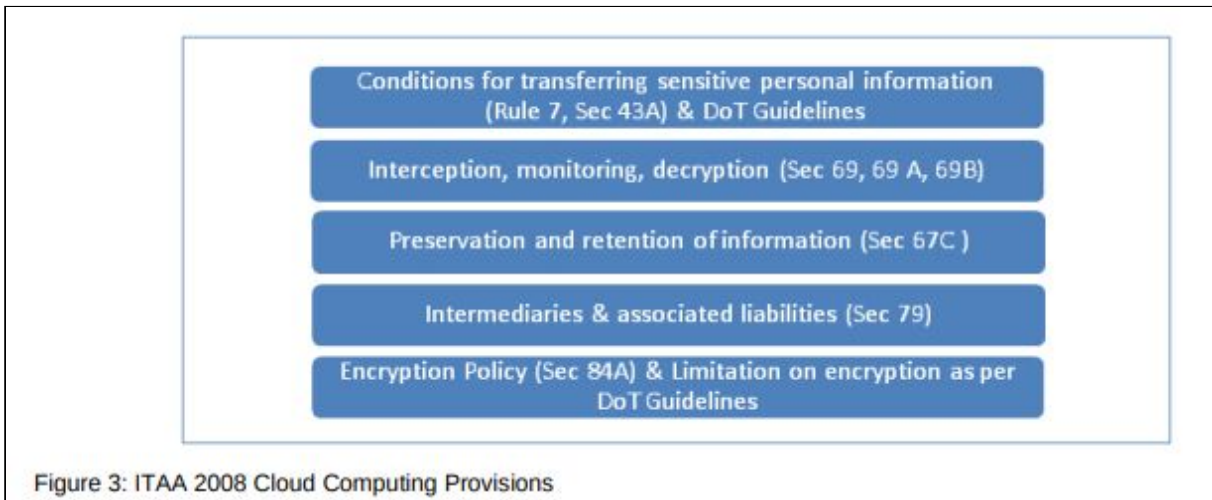 Conditions for transferring sensitive personal information
(Rule 7, Sec 43A) & DoT Guidelines
Interception, monitoring, decryption (Sec 69, 69 A, 69B)
Preservation and retention of information (Sec 67C )
Intermediaries & associated liabilities (Sec 79)
Encryption Policy (Sec 84A) & Limitation on encryption as per
DoT Guidelines
Figure 3: ITAA 2008 Cloud Computing Provisions